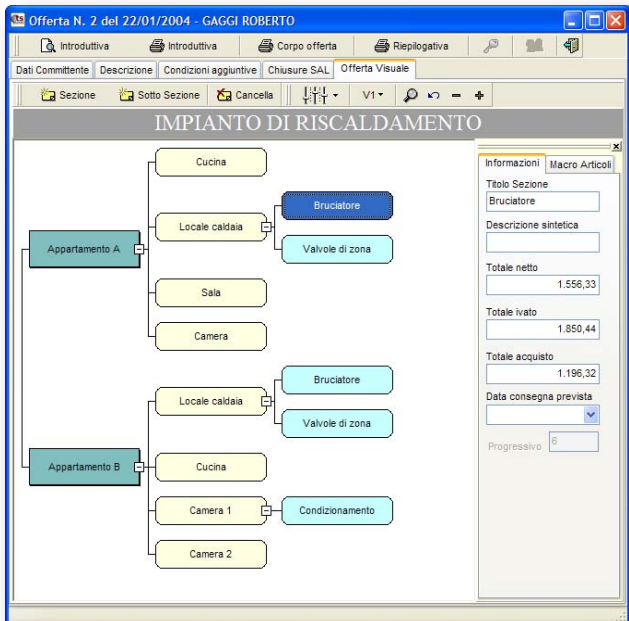 Offerta N. 2 del 22/01/2004 - GAGGI ROBERTO
Introduttiva Introduttiva Corpo offerta Riepilogativa
Dati Committente Descrizione Condizioni aggiuntive Chiusure SAL Offerta Visuale
Sezione Sotto Sezione Cancella V1
IMPIANTO DI RISCALDAMENTO
Cucina
Bruciatore
Locale caldaia
Appartamento A
Valvole di zona
Sala
Camera
Bruciatore
Locale caldaia
Valvole di zona
Appartamento B
Cucina
Camera 1
Condizionamento
Camera 2
Informazioni Macro Articoli
Titolo Sezione
Bruciatore
Descrizione sintetica
Totale netto
1.556,33
Totale ivato
1.850,44
Totale acquisto
1.196,32
Data consegna prevista
Progressivo 6